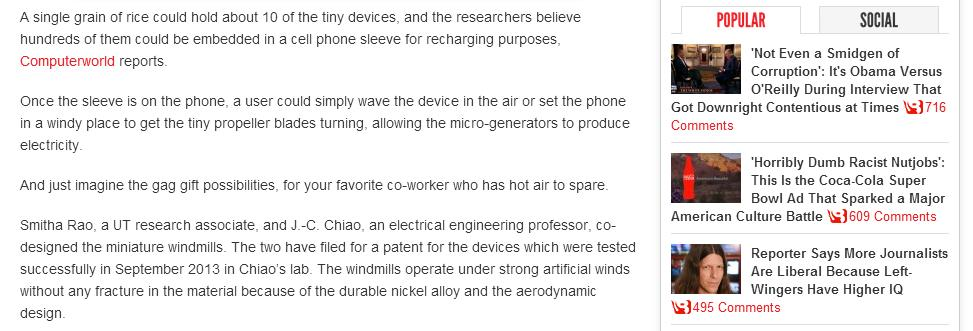 A single grain of rice could hold about 10 of the tiny devices, and the researchers believe
hundreds of them could be embedded in a cell phone sleeve for recharging purposes,
Computerworld reports.
Once the sleeve is on the phone, a user could simply wave the device in the air or set the phone
in a windy place to get the tiny propeller blades turning, allowing the micro-generators to produce
electricity.
And just imagine the gag gift possibilities, for your favorite co-worker who has hot air to spare.
Smitha Rao, a UT research associate, and J.-C. Chiao, an electrical engineering professor, co-
designed the miniature windmills. The two have filed for a patent for the devices which were tested
successfully in September 2013 in Chiao's lab. The windmills operate under strong artificial winds
without any fracture in the material because of the durable nickel alloy and the aerodynamic
design.
POPULAR
SOCIAL
'Not Even a Smidgen of
Corruption': It's Obama Versus
O'Reilly During Interview That
Got Downright Contentious at Times 716
Comments
'Horribly Dumb Racist Nutjobs':
This Is the Coca-Cola Super
Bowl Ad That Sparked a Major
American Culture Battle 609 Comments
Reporter Says More Journalists
Are Liberal Because Left-
Wingers Have Higher IQ
495 Comments